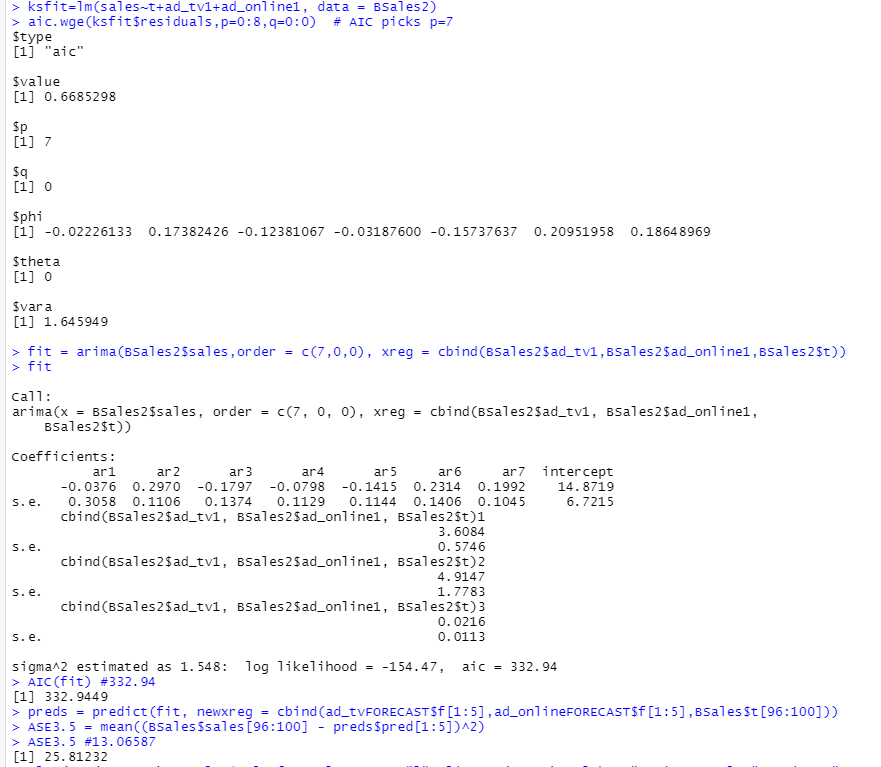 > ksfit=lm(sales~t+ad_tv1+ad_online1, data = BSales2)
> aic.wge(ksfit$residuals,p=0:8,q=0:0)  # AIC picks p=7
$type
[1] "aic"
$value
[1] 0.6685298
$p
[1] 7
$q
[1] 0
$phi
[1] -0.02226133  0.17382426 -0.12381067 -0.03187600 -0.15737637  0.20951958  0.18648969
$theta
[1] 0
$vara
[1] 1.645949
> fit = arima(BSales2$sales,order = c(7,0,0), xreg = cbind(BSales2$ad_tv1,BSales2$ad_online1,BSales2$t))
> fit
Call:
arima(x = BSales2$sales, order = c(7, 0, 0), xreg = cbind(BSales2$ad_tv1, BSales2$ad_online1,
    BSales2$t))
Coefficients:
          ar1     ar2      ar3      ar4      ar5     ar6     ar7  intercept
      -0.0376  0.2970  -0.1797  -0.0798  -0.1415  0.2314  0.1992    14.8719
s.e.   0.3058  0.1106   0.1374   0.1129   0.1144  0.1406  0.1045     6.7215
      cbind(BSales2$ad_tv1, BSales2$ad_online1, BSales2$t)1
                                                     3.6084
s.e.                                                 0.5746
      cbind(BSales2$ad_tv1, BSales2$ad_online1, BSales2$t)2
                                                     4.9147
s.e.                                                 1.7783
      cbind(BSales2$ad_tv1, BSales2$ad_online1, BSales2$t)3
                                                     0.0216
s.e.                                                 0.0113
sigma^2 estimated as 1.548:  log likelihood = -154.47,  aic = 332.94
> AIC(fit) #332.94
[1] 332.9449
> preds = predict(fit, newxreg = cbind(ad_tvFORECAST$f[1:5],ad_onlineFORECAST$f[1:5],BSales$t[96:100]))
> ASE3.5 = mean((BSales$sales[96:100] - preds$pred[1:5])^2)
> ASE3.5 #13.06587
[1] 25.81232